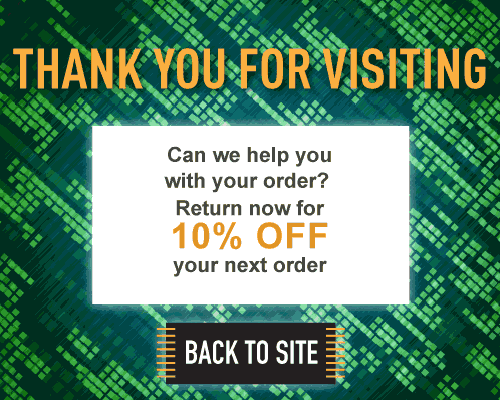 THANK YOU FOR VISITING
Can we help you
with your order?
Return now for
10% OFF
your next order
BACK TO SITE